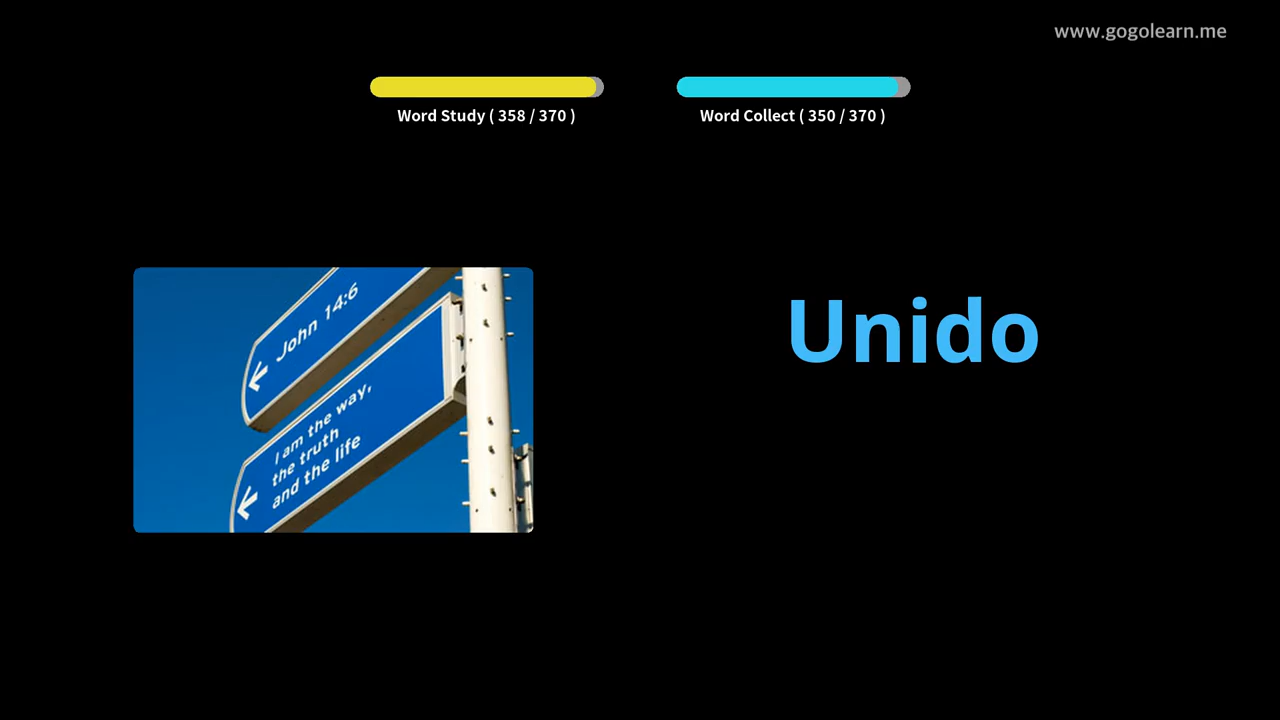 www.gogolearn.me
Word Study ( 358 / 370 )
Word Collect ( 350 / 370 )
John 14:6
I am the way,
the truth
and the life
Unido